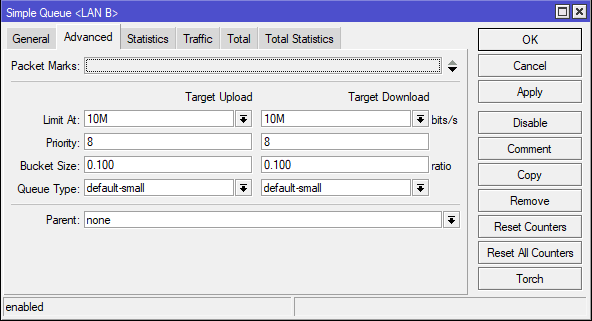 Simple Queue <LAN B>
General Advanced Statistics Traffic Total Total Statistics
Packet Marks:
Target Upload Target Download
Limit At: 10M 10M bits/s
Priority: 8 8
Bucket Size: 0.100 0.100 ratio
Queue Type: default-small default-small
Parent: none
OK
Cancel
Apply
Disable
Comment
Copy
Remove
Reset Counters
Reset All Counters
Torch
enabled